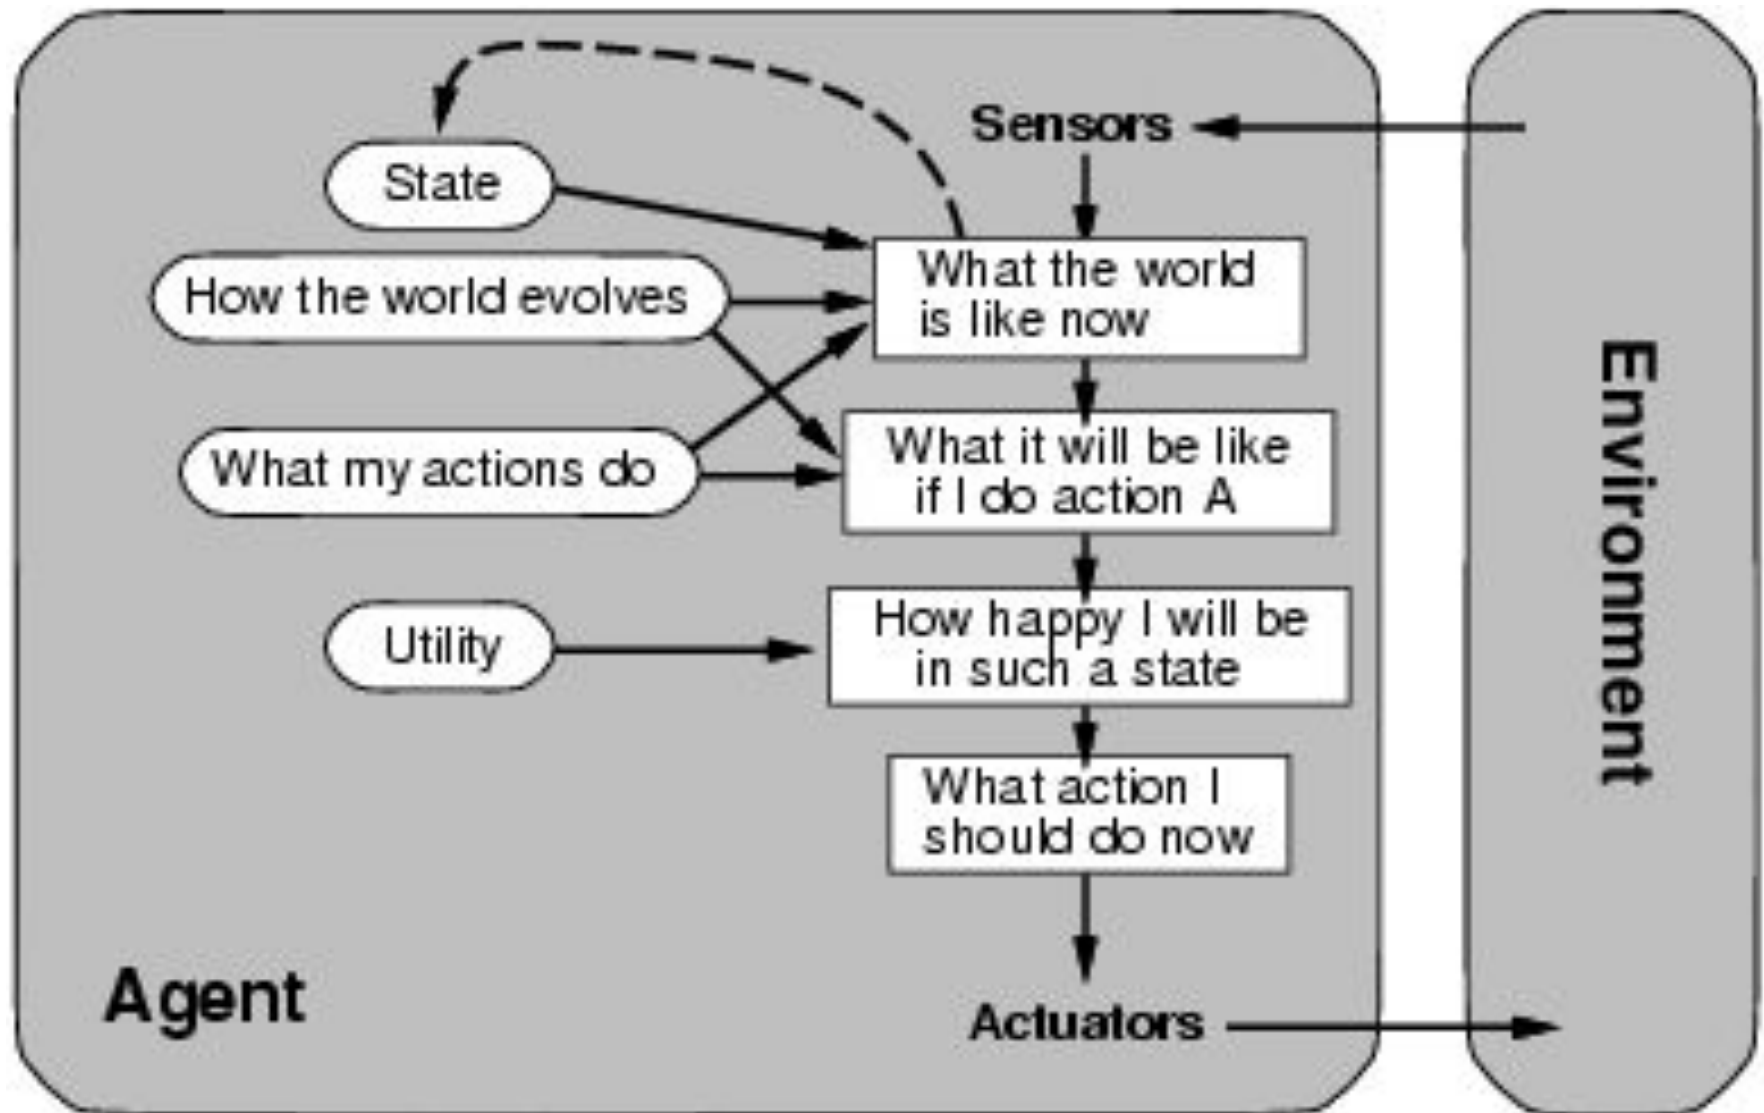 Sensors
State
What the world
is like now
How the world evolves
What it will be like
if I do action A
What my actions do
How happy I will be
in such a state
Utility
What action I
should do now
Agent
Actuators
Environment